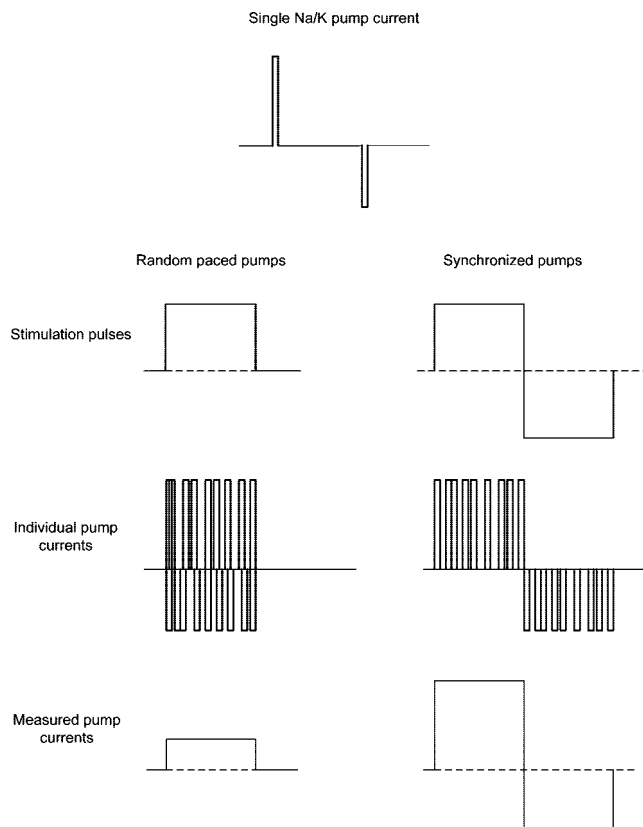 Single Na/K pump current
Random paced pumps
Synchronized pumps
Stimulation pulses
Individual pump
currents
Measured pump
currents